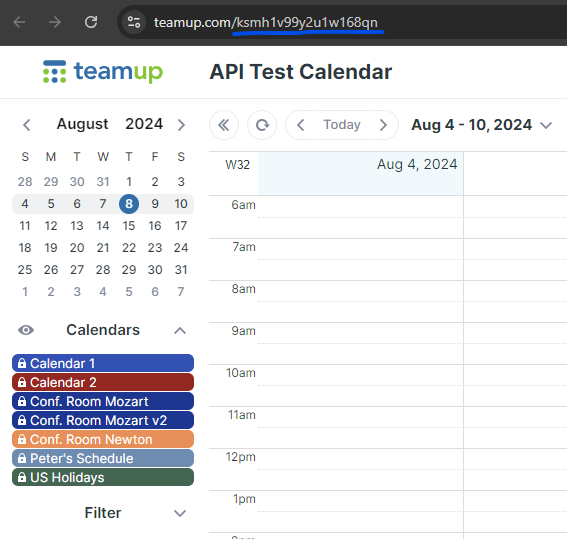 teamup.com/ksmh1v99y2u1w168qn
teamup
API Test Calendar
August 2024
S M T W T F S
28 29 30 31 1 2 3
4 5 6 7 8 9 10
11 12 13 14 15 16 17
18 19 20 21 22 23 24
25 26 27 28 29 30 31
1 2 3 4 5 6 7
Calendars
Calendar 1
Calendar 2
Conf. Room Mozart
Conf. Room Mozart v2
Conf. Room Newton
Peter's Schedule
US Holidays
Filter
Today
Aug 4 - 10, 2024
W32
Aug 4, 2024
6am
7am
8am
9am
10am
11am
12pm
1pm